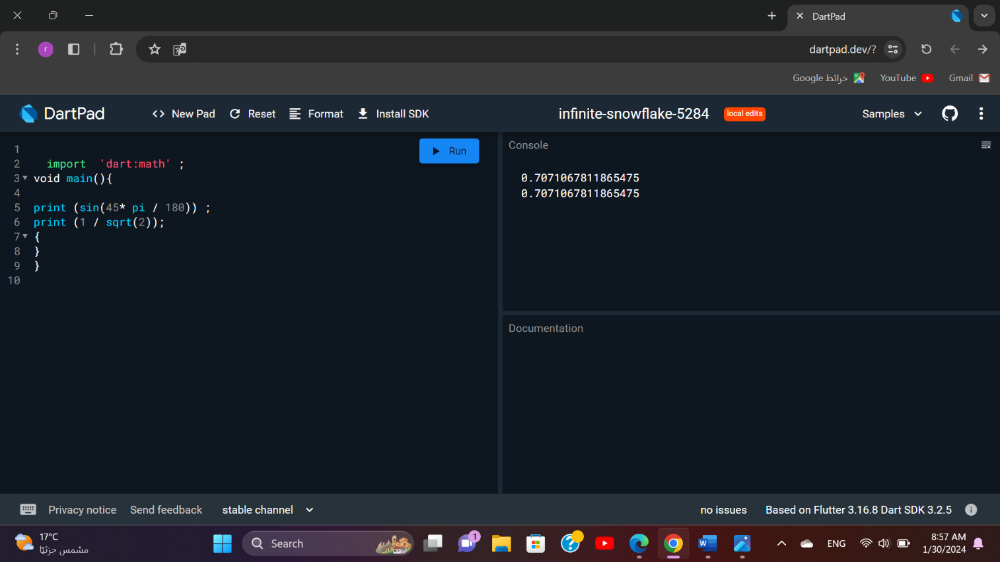 DartPad
r
dartpad.dev/?
خرائط Google
YouTube
Gmail
DartPad
<> New Pad
Reset
Format
Install SDK
infinite-snowflake-5284
local edits
Samples
Run
1
2 import 'dart:math' ;
3 void main(){
4
5 print (sin(45* pi / 180)) ;
6 print (1 / sqrt(2));
7 {
8 }
9 }
10
Console
0.7071067811865475
0.7071067811865475
Documentation
Privacy notice
Send feedback
stable channel
no issues
Based on Flutter 3.16.8 Dart SDK 3.2.5
17°C
مشمس جزئيًا
Search
1
W
ENG
8:57 AM
1/30/2024